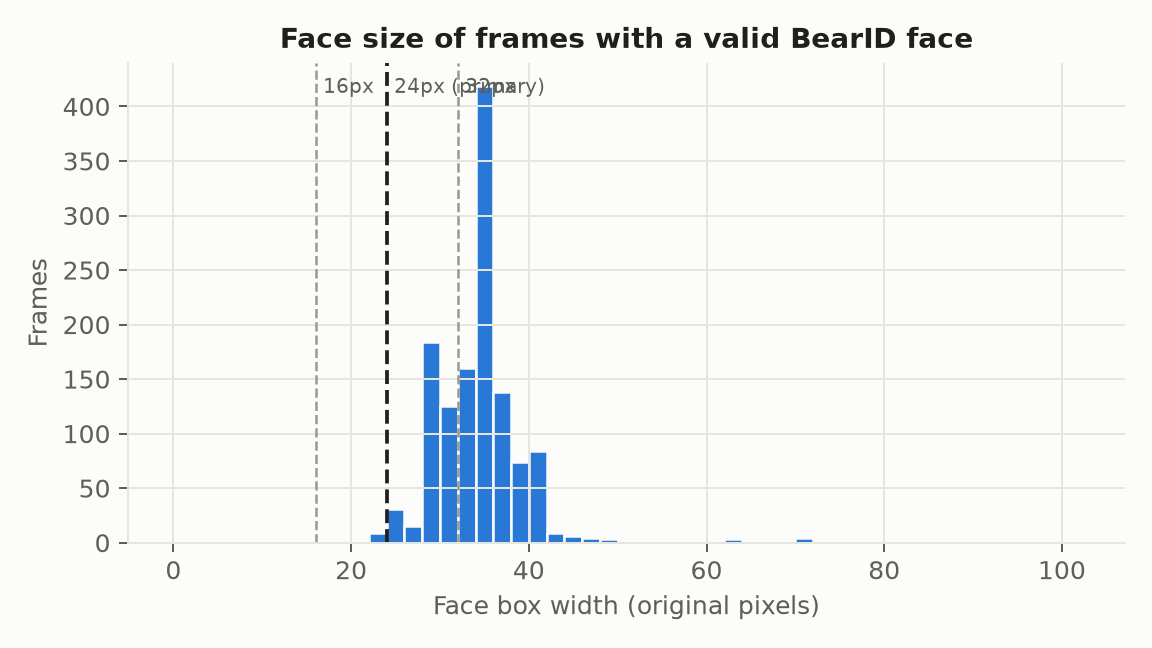 Face size of frames with a valid BearID face
16px
24px (primary)
32px
400
350
300
250
200
150
100
50
0
Frames
0 20 40 60 80 100
Face box width (original pixels)